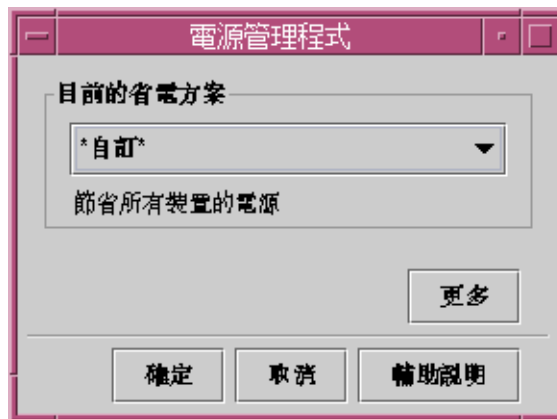 電源管理程式
目前的省電方案
*自訂*
節省所有裝置的電源
更多
確定
取消
輔助說明